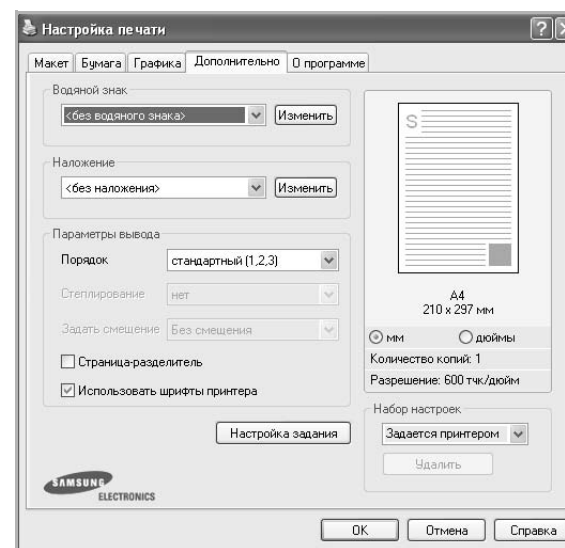 Настройка печати
Макет Бумага Графика Дополнительно О программе
Водяной знак
<без водяного знака> Изменить
Наложение
<без наложения> Изменить
Параметры вывода
Порядок стандартный (1,2,3)
Степлирование нет
Задать смещение Без смещения
Страница-разделитель
Использовать шрифты принтера
Настройка задания
SAMSUNG
ELECTRONICS
S
A4
210 x 297 мм
мм дюймы
Количество копий: 1
Разрешение: 600 тчк/дюйм
Набор настроек
Задается принтером
Удалить
OK Отмена Справка